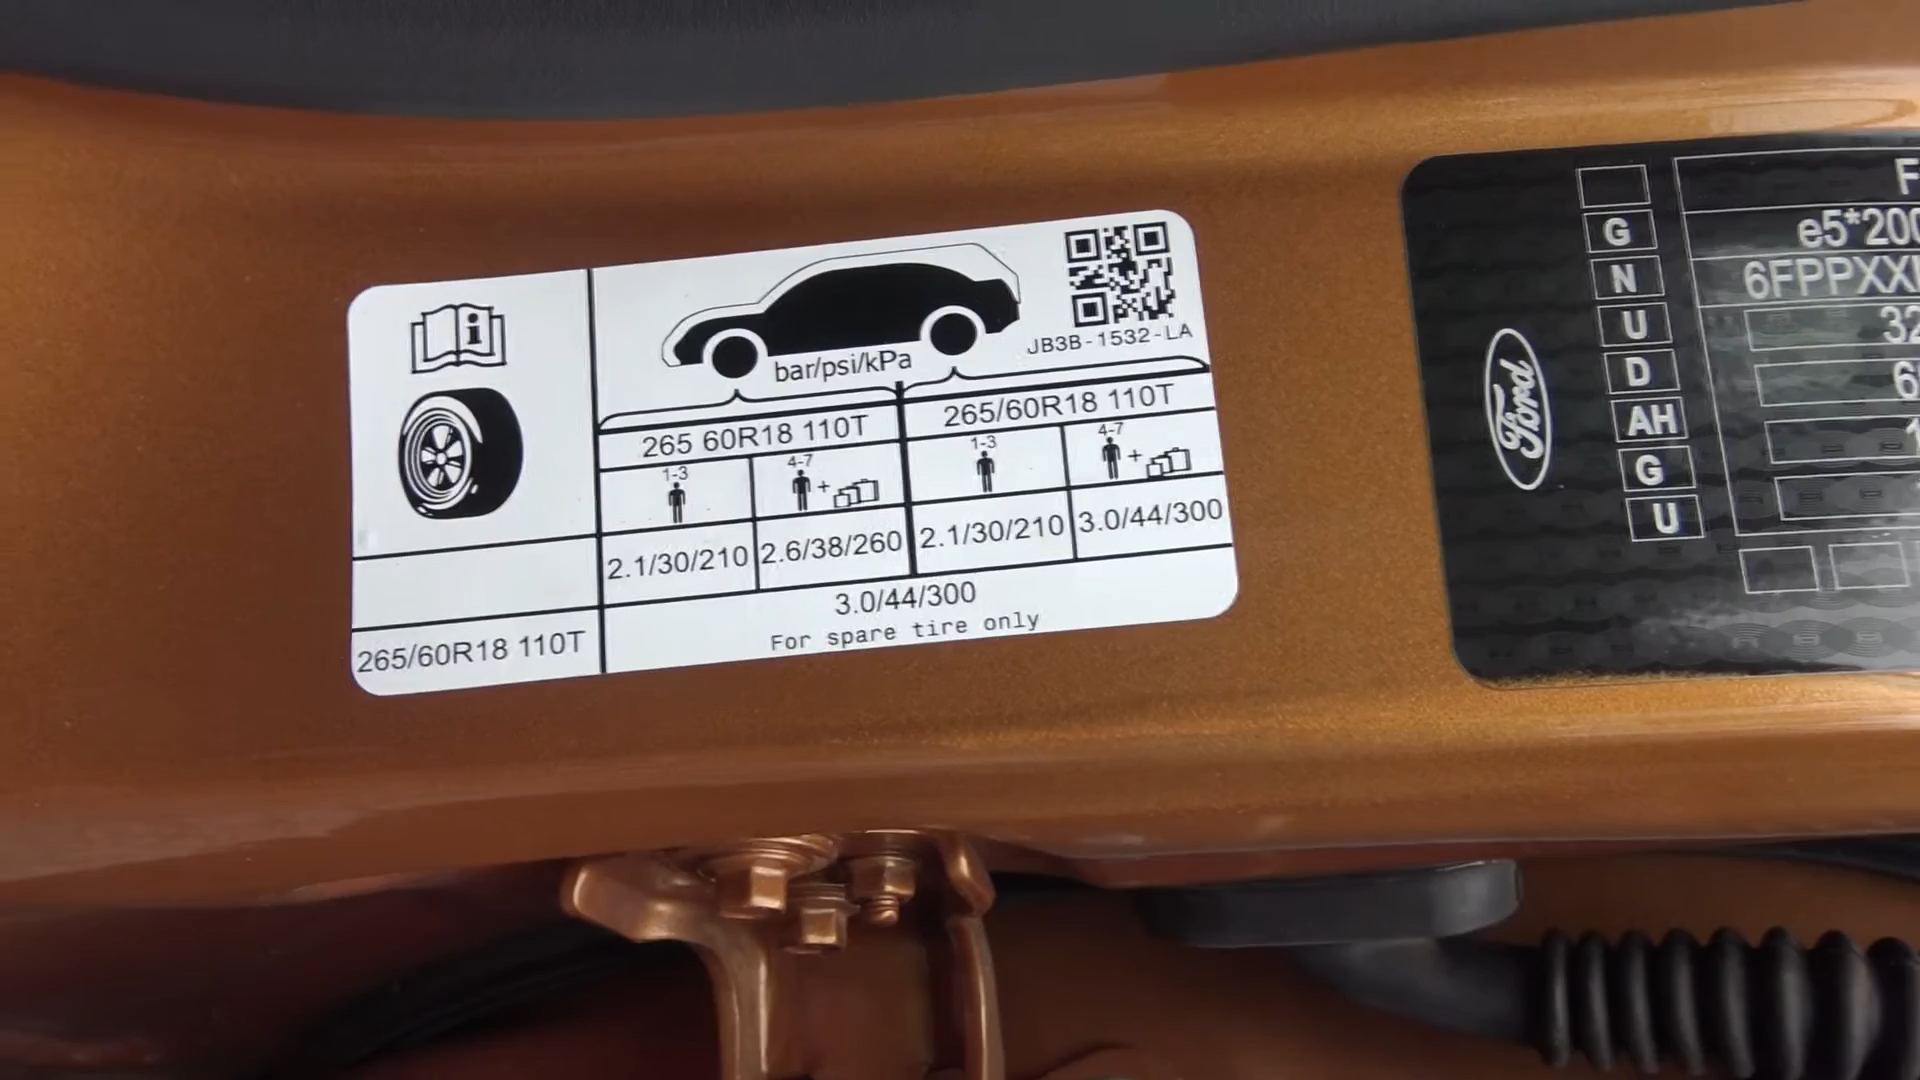 bar/psi/kPa
JB3B-1532-LA
265 60R18 110T
265/60R18 110T
1-3
4-7
+
1-3
4-7
+
2.1/30/210
2.6/38/260
2.1/30/210
3.0/44/300
265/60R18 110T
3.0/44/300
For spare tire only
Ford
G
e5*200
N
6FPPXX
U
32
D
AH
G
U